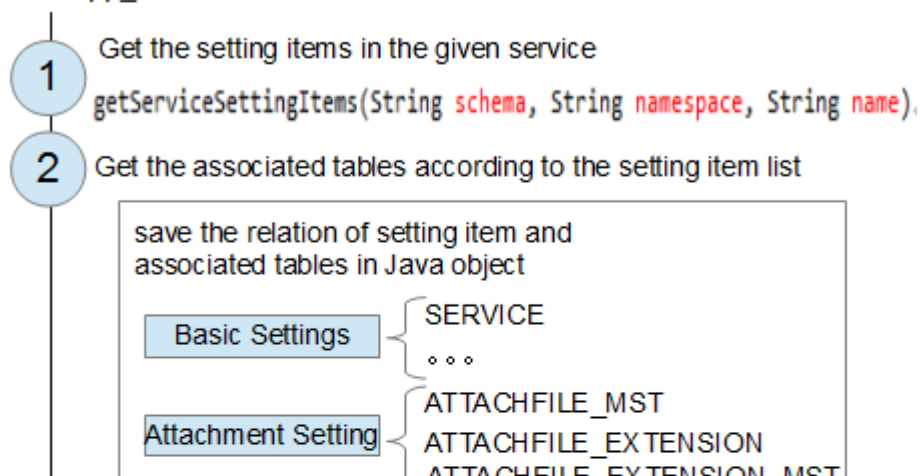 1
Get the setting items in the given service
getServiceSettingItems(String schema, String namespace, String name).
2
Get the associated tables according to the setting item list
save the relation of setting item and
associated tables in Java object
Basic Settings
SERVICE
∘∘∘
Attachment Setting
ATTACHFILE_MST
ATTACHFILE_EXTENSION
ATTACHFILE_EXTENSION_MST